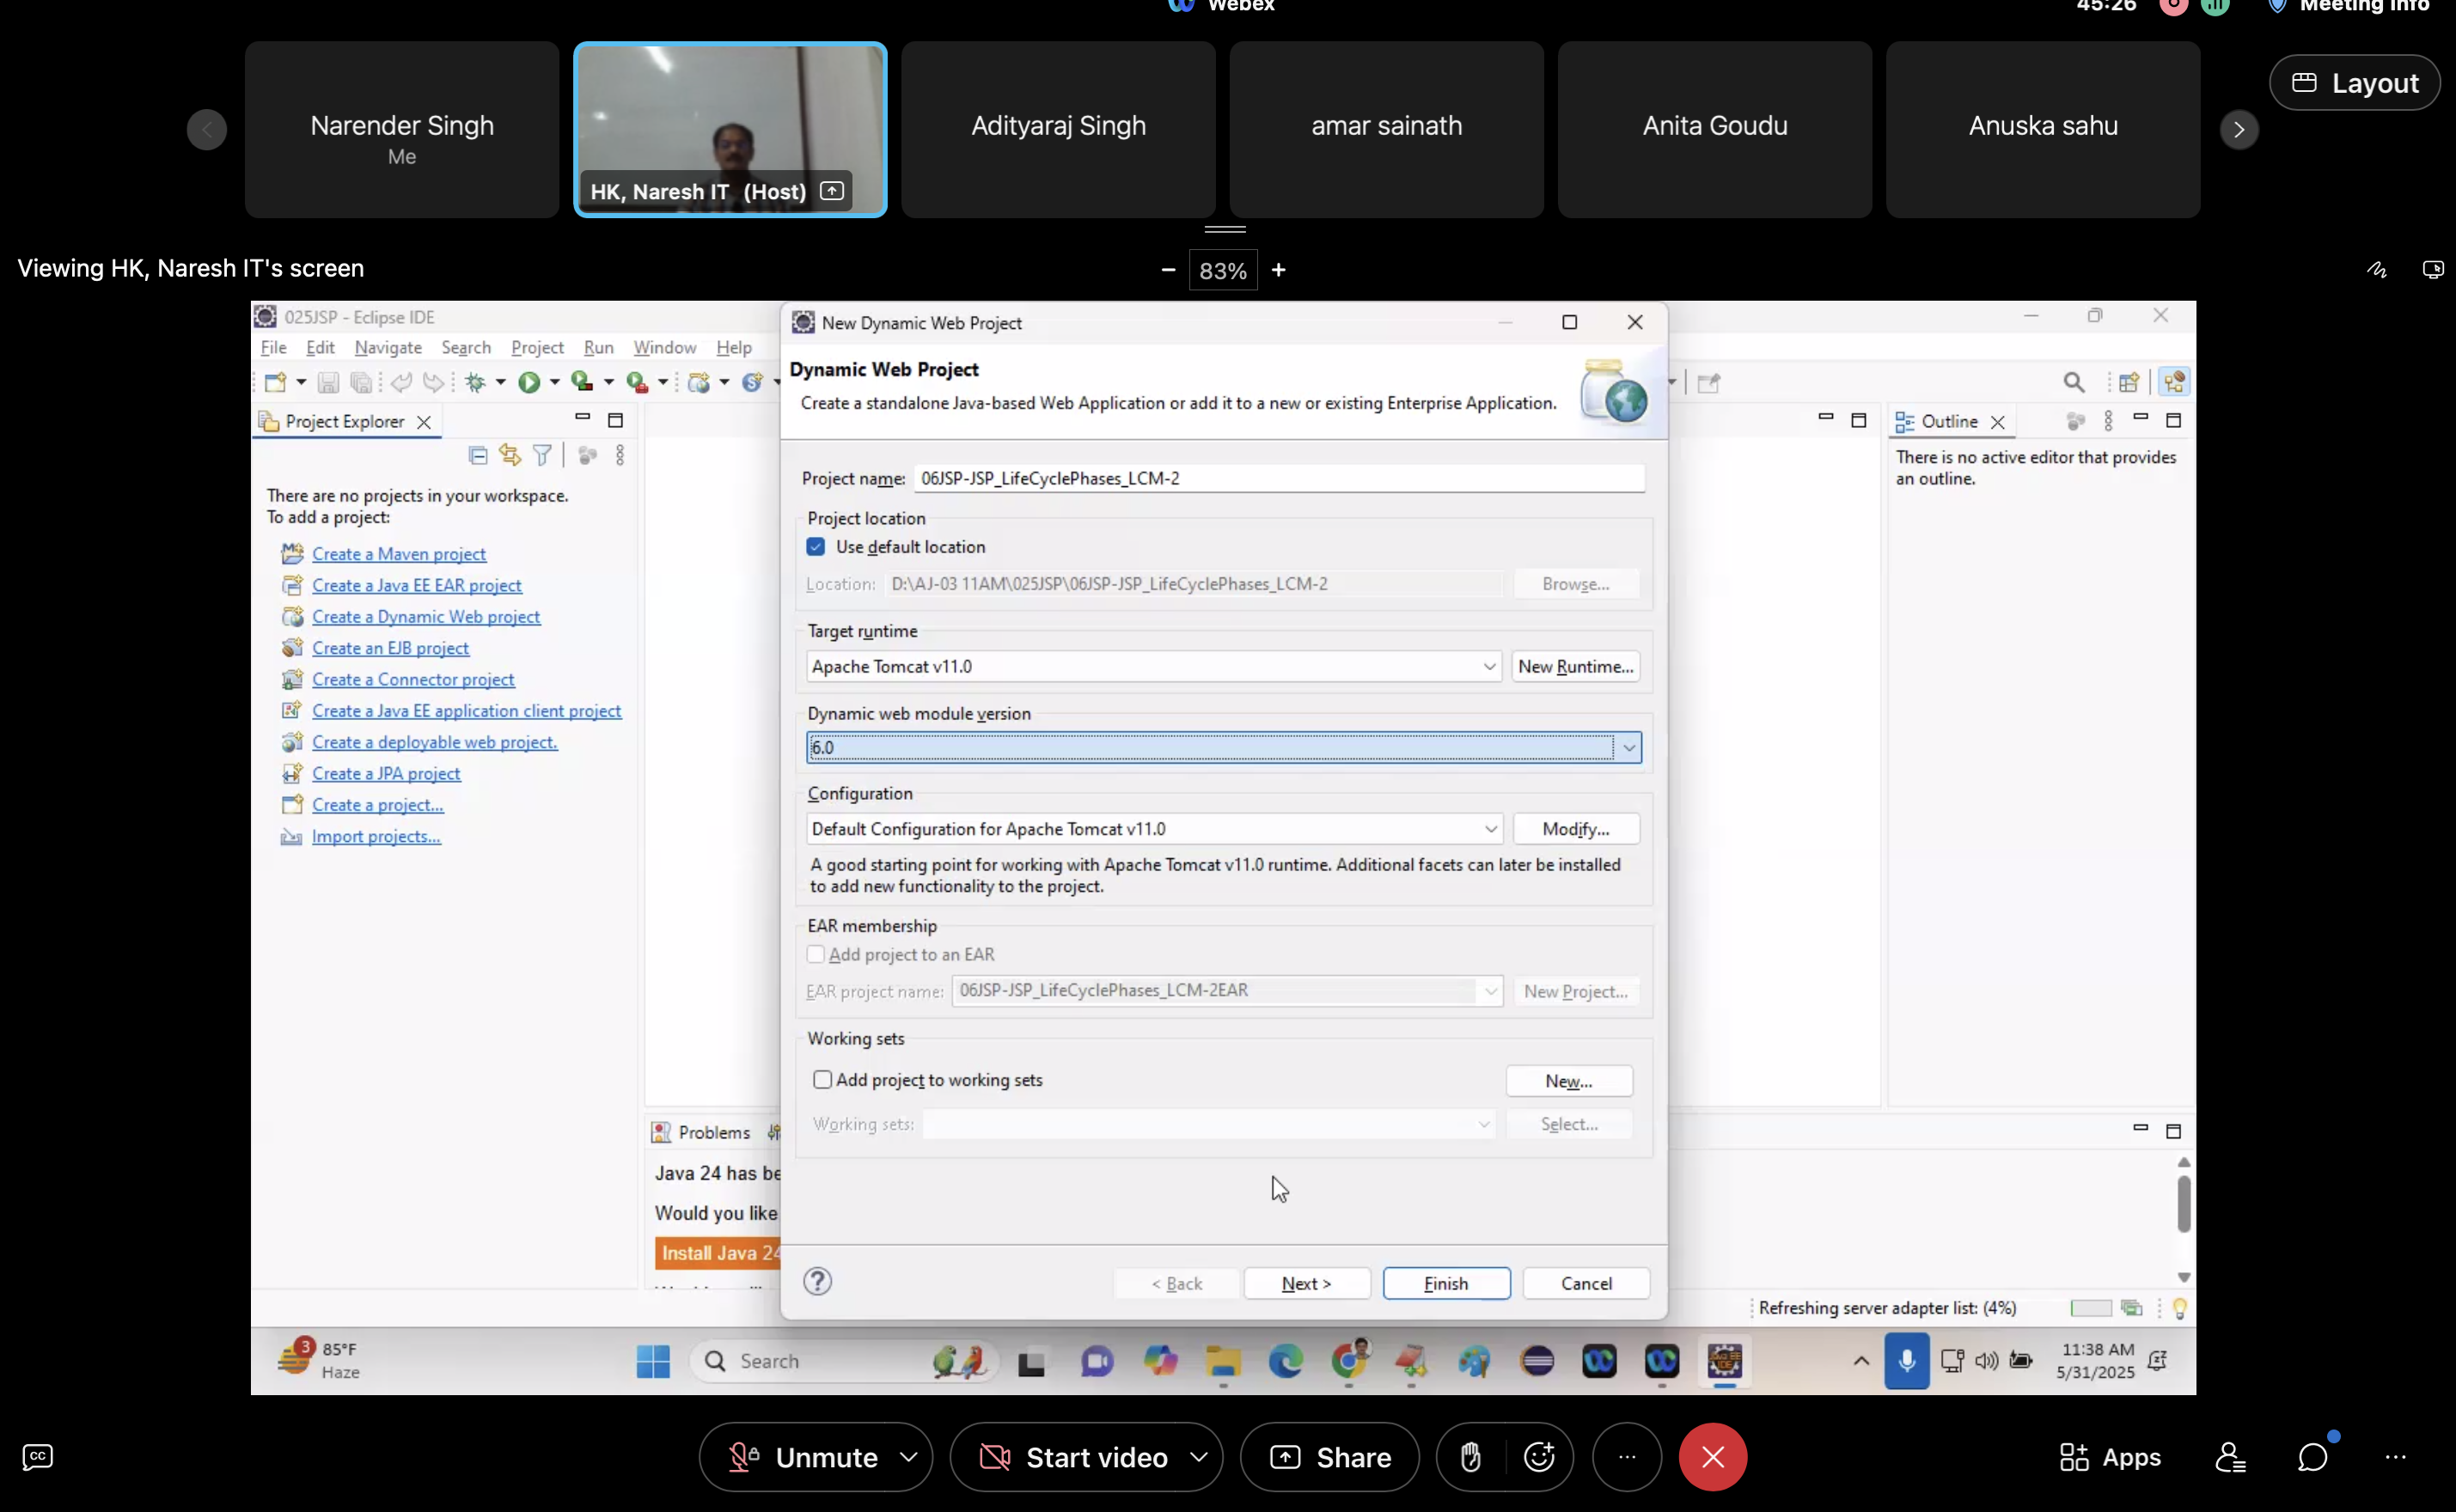 Webex
45:26
Meeting info
Layout
Narender Singh
Me
HK, Naresh IT (Host)
Adityaraj Singh
amar sainath
Anita Goudu
Anuska sahu
Viewing HK, Naresh IT's screen
83%
025JSP - Eclipse IDE
File Edit Navigate Search Project Run Window Help
Project Explorer
There are no projects in your workspace.
To add a project:
Create a Maven project
Create a Java EE EAR project
Create a Dynamic Web project
Create an EJB project
Create a Connector project
Create a Java EE application client project
Create a deployable web project.
Create a JPA project
Create a project...
Import projects...
New Dynamic Web Project
Dynamic Web Project
Create a standalone Java-based Web Application or add it to a new or existing Enterprise Application.
Project name: 06JSP-JSP_LifeCyclePhases_LCM-2
Project location
Use default location
Location: D:\AJ-03 11AM\025JSP\06JSP-JSP_LifeCyclePhases_LCM-2 Browse...
Target runtime
Apache Tomcat v11.0 New Runtime...
Dynamic web module version
6.0
Configuration
Default Configuration for Apache Tomcat v11.0 Modify...
A good starting point for working with Apache Tomcat v11.0 runtime. Additional facets can later be installed
to add new functionality to the project.
EAR membership
Add project to an EAR
EAR project name: 06JSP-JSP_LifeCyclePhases_LCM-2EAR New Project...
Working sets
Add project to working sets New...
Working sets: Select...
< Back Next > Finish Cancel
Outline
There is no active editor that provides
an outline.
Problems
Java 24 has be
Would you like
Install Java 24
Refreshing server adapter list: (4%)
3
85°F
Haze
Search
11:38 AM
5/31/2025
CC
Unmute
Start video
Share
Apps